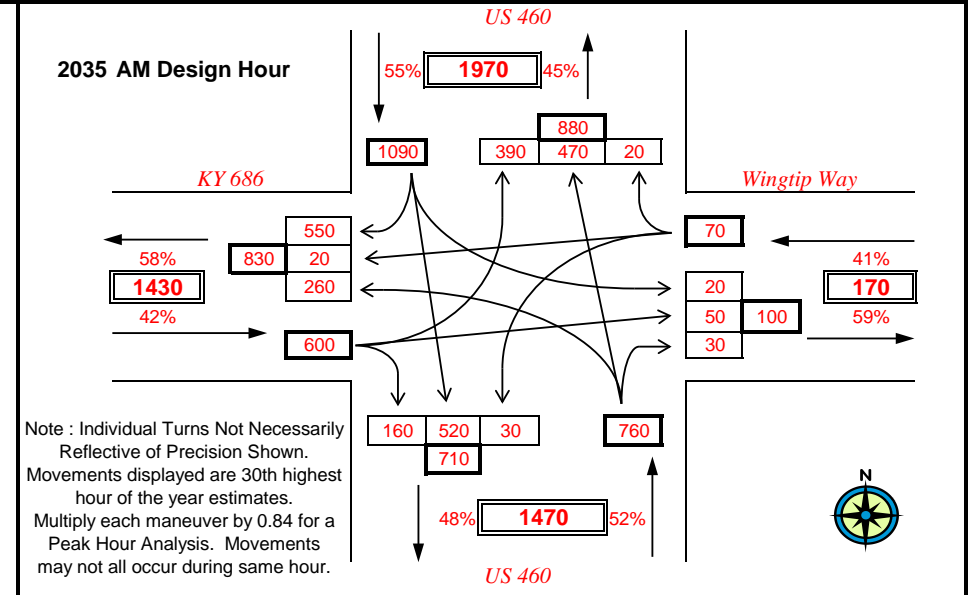 US 460
2035 AM Design Hour
55% 1970 45%
880
1090 390 470 20
KY 686 Wingtip Way
550 70
58% 830 20 41%
1430 260 20 170
42% 50 100 59%
600 30
160 520 30 760
710
Note : Individual Turns Not Necessarily
Reflective of Precision Shown.
Movements displayed are 30th highest
hour of the year estimates.
Multiply each maneuver by 0.84 for a
Peak Hour Analysis. Movements
may not all occur during same hour.
N
48% 1470 52%
US 460